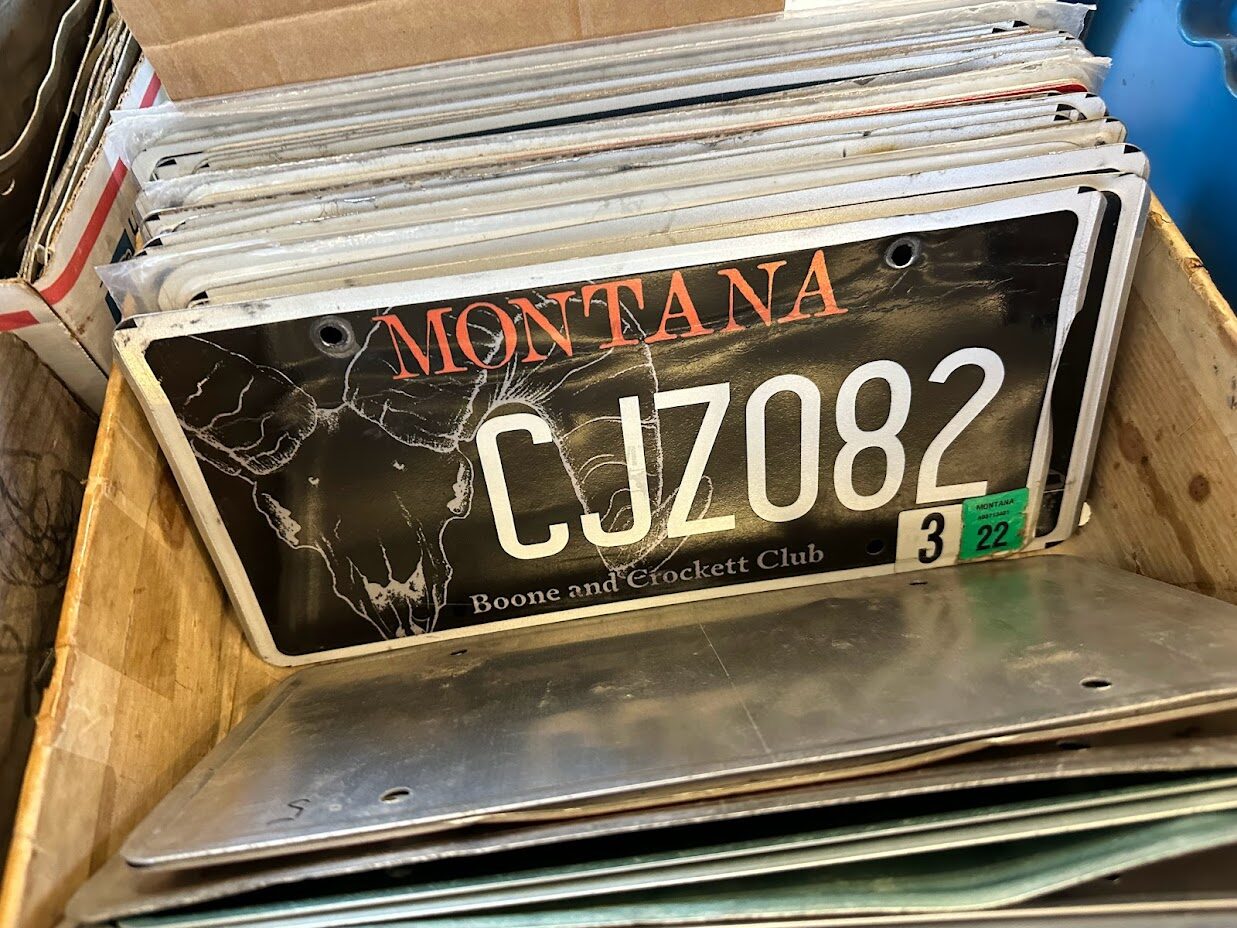 MONTANA
CJZ082
3
MONTANA
22
Boone and Crockett Club